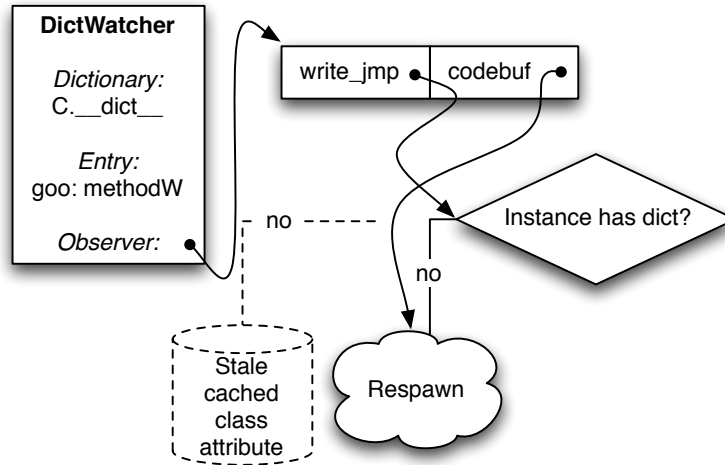 DictWatcher
Dictionary:
C.__dict__
Entry:
goo: methodW
Observer:
write_jmp
codebuf
Instance has dict?
no
no
Stale
cached
class
attribute
Respawn